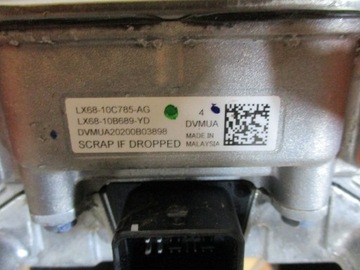 LX68-10C785-AG
LX68-10B689-YD
DVMUA20200B03898
SCRAP IF DROPPED
4
DVMUA
MADE IN
MALAYSIA